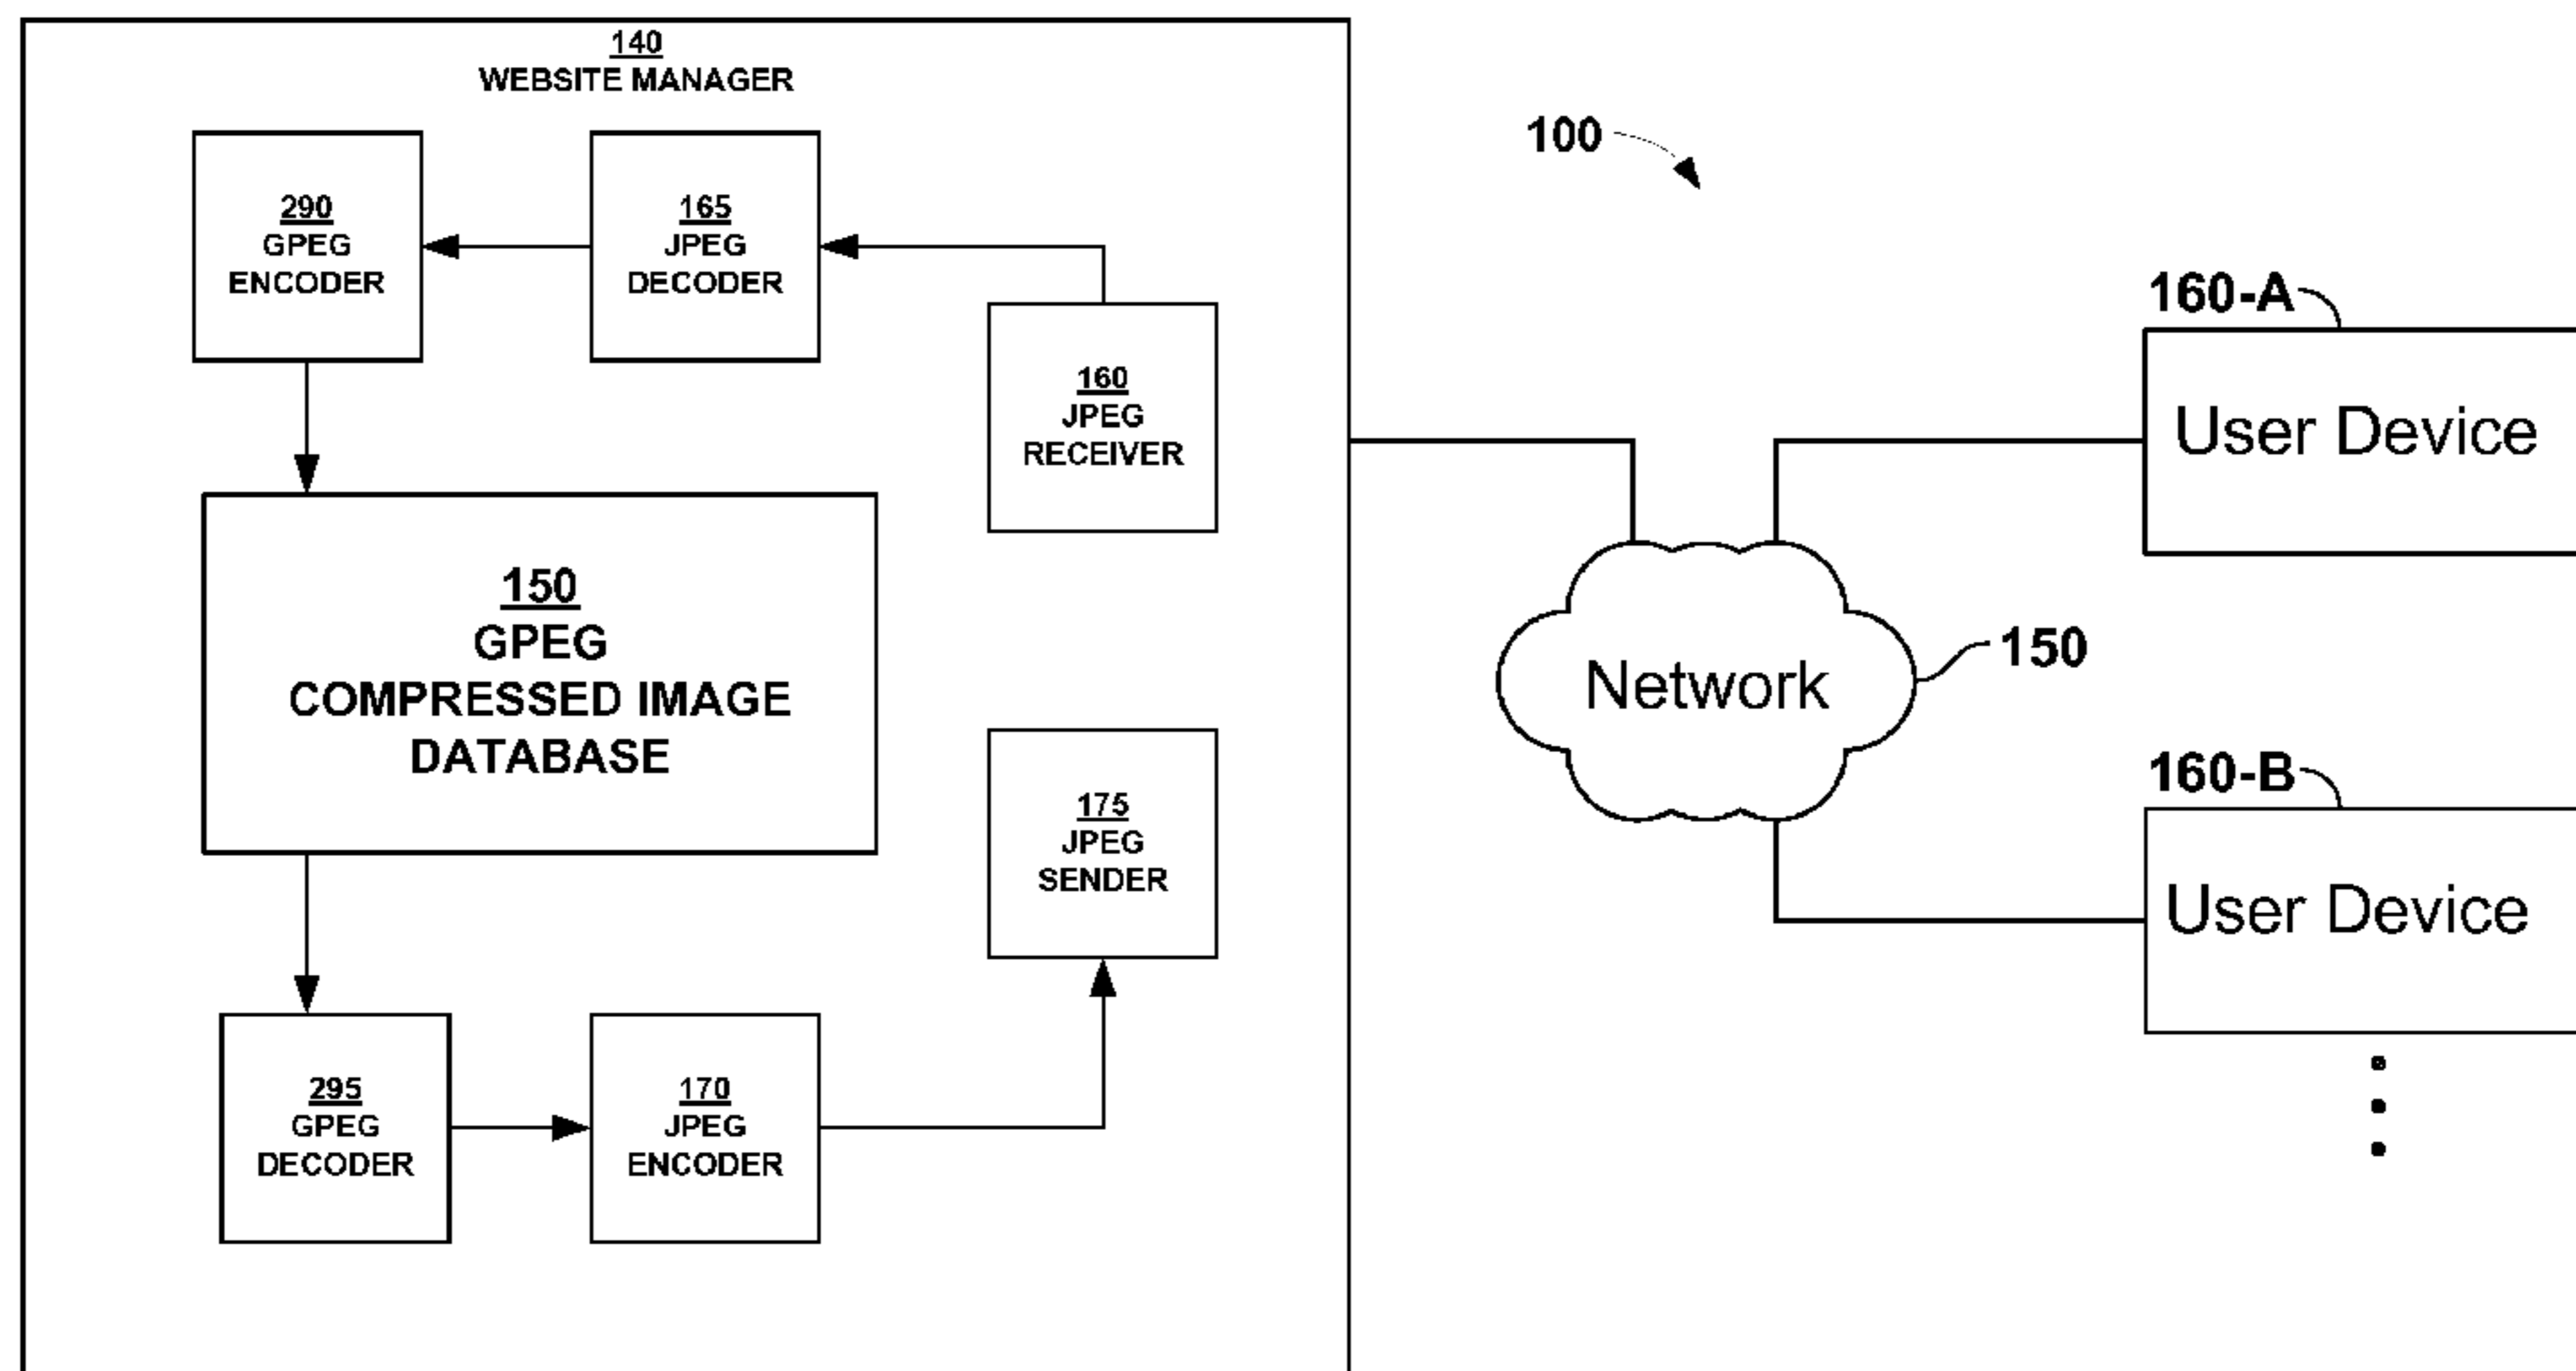 140
WEBSITE MANAGER
290
GPEG
ENCODER
165
JPEG
DECODER
160
JPEG
RECEIVER
150
GPEG
COMPRESSED IMAGE
DATABASE
175
JPEG
SENDER
295
GPEG
DECODER
170
JPEG
ENCODER
100
160-A
User Device
Network
150
160-B
User Device